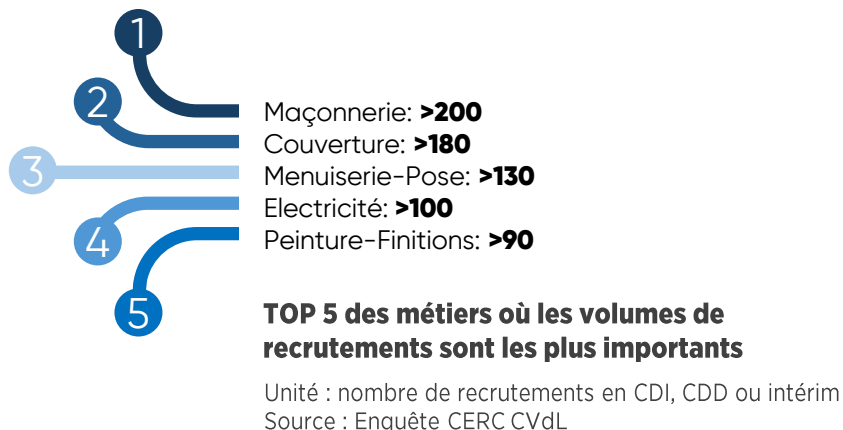 1
2
3
4
5
Maçonnerie: >200
Couverture: >180
Menuiserie-Pose: >130
Electricité: >100
Peinture-Finitions: >90
TOP 5 des métiers où les volumes de
recrutements sont les plus importants
Unité : nombre de recrutements en CDI, CDD ou intérim
Source : Enquête CERC CVdL